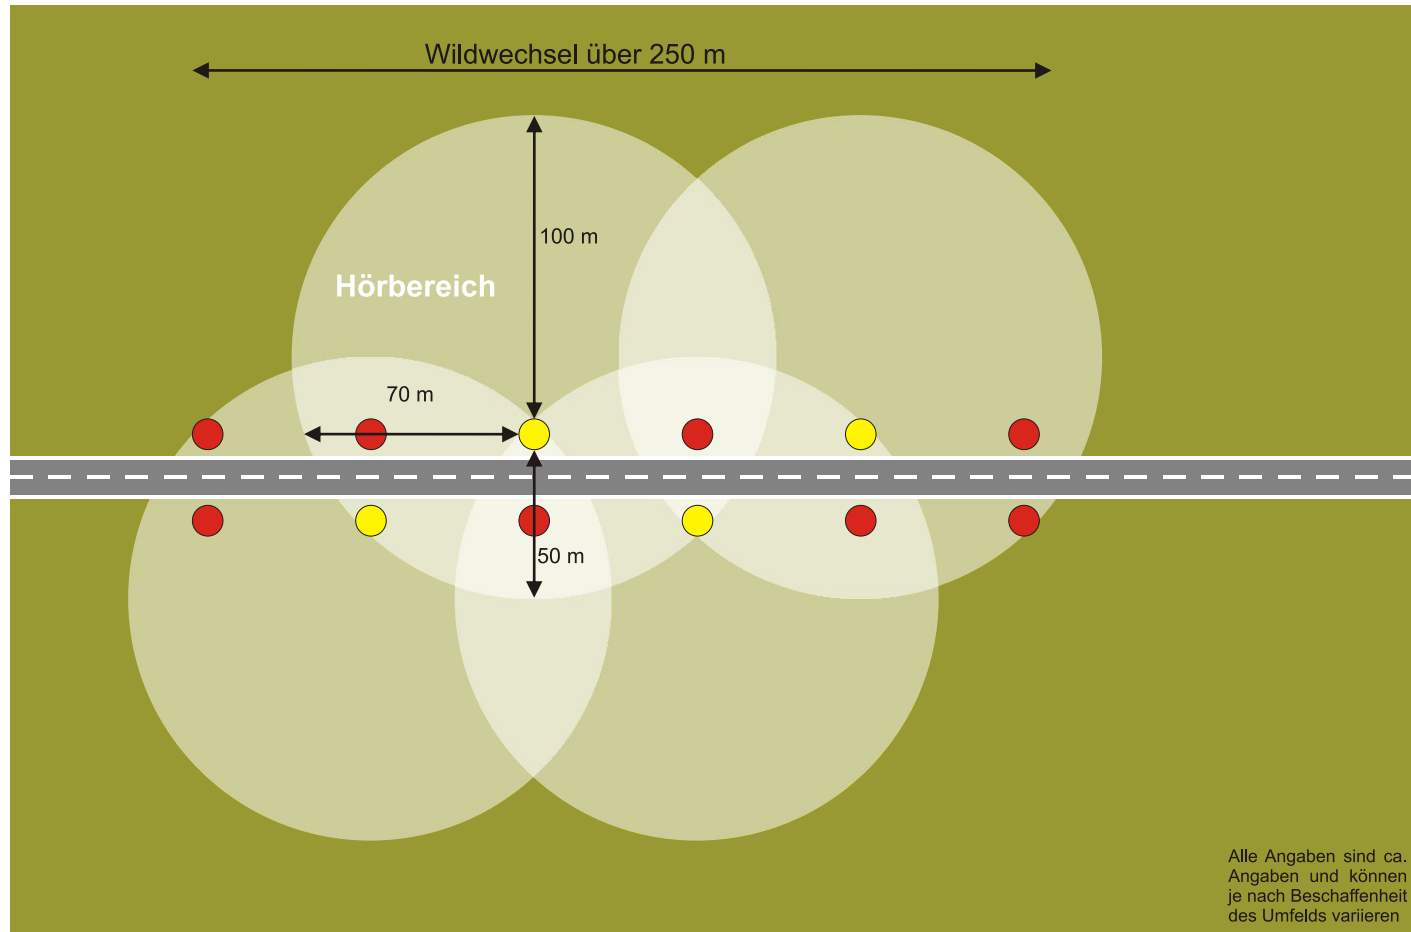 Wildwechsel über 250 m
100 m
Hörbereich
70 m
50 m
Alle Angaben sind ca.
Angaben und können
je nach Beschaffenheit
des Umfelds variieren